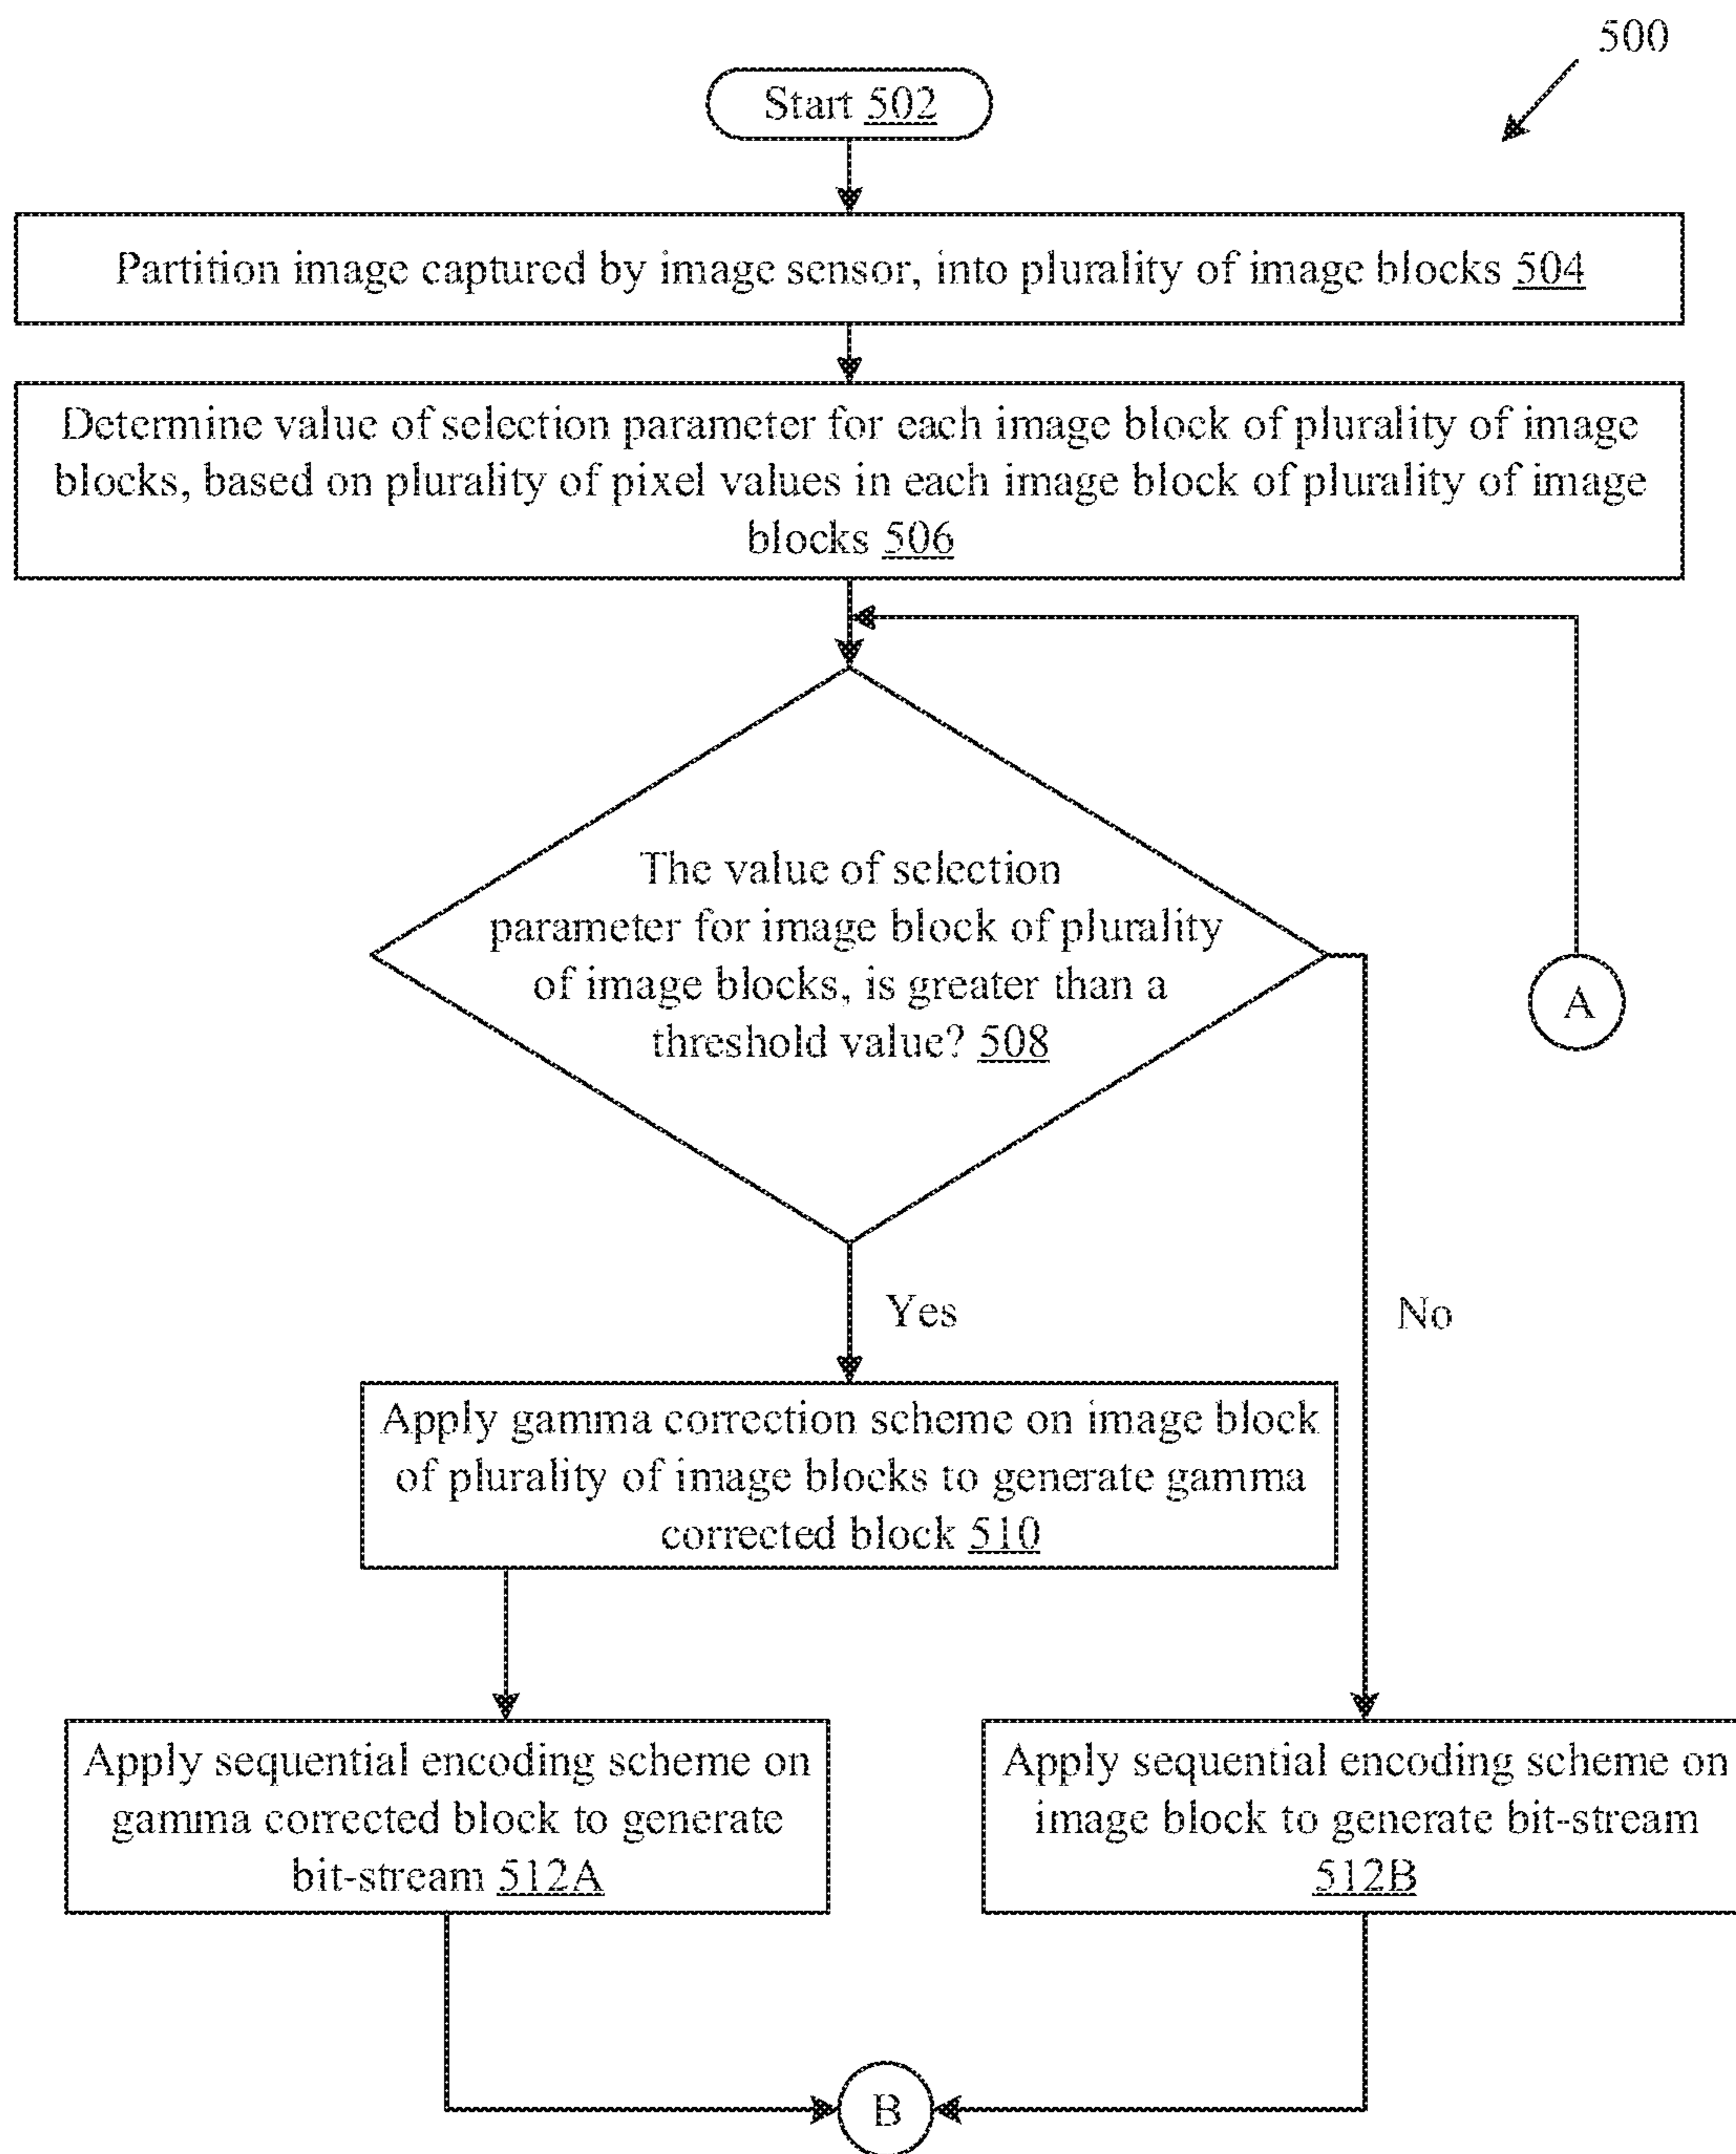 500
Start 502
Partition image captured by image sensor, into plurality of image blocks 504
Determine value of selection parameter for each image block of plurality of image
blocks, based on plurality of pixel values in each image block of plurality of image
blocks 506
The value of selection
parameter for image block of plurality
of image blocks, is greater than a
threshold value? 508
A
Yes
No
Apply gamma correction scheme on image block
of plurality of image blocks to generate gamma
corrected block 510
Apply sequential encoding scheme on
gamma corrected block to generate
bit-stream 512A
Apply sequential encoding scheme on
image block to generate bit-stream
512B
B